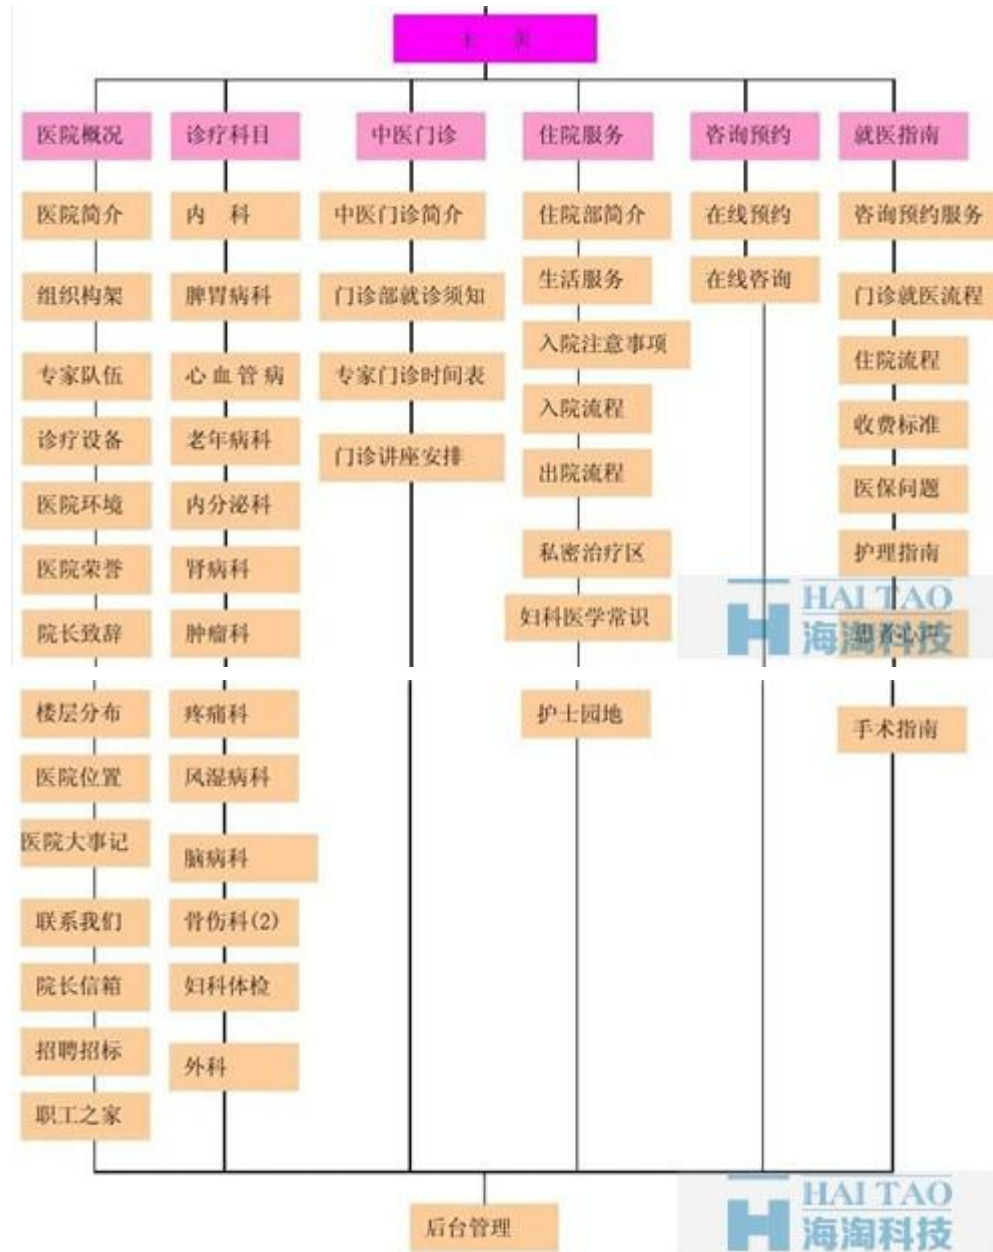 主 页
医院概况
诊疗科目
中医门诊
住院服务
咨询预约
就医指南
医院简介
内 科
中医门诊简介
住院部简介
在线预约
咨询预约服务
组织构架
脾胃病科
门诊部就诊须知
生活服务
在线咨询
门诊就医流程
入院注意事项
住院流程
专家队伍
心血管病
专家门诊时间表
入院流程
收费标准
诊疗设备
老年病科
门诊讲座安排
出院流程
医保问题
医院环境
内分泌科
私密治疗区
护理指南
医院荣誉
肾病科
妇科医学常识
院长致辞
肿瘤科
HAI TAO
海淘科技
楼层分布
疼痛科
护士园地
手术指南
医院位置
风湿病科
医院大事记
脑病科
联系我们
骨伤科(2)
院长信箱
妇科体检
招聘招标
外科
职工之家
后台管理
HAI TAO
海淘科技